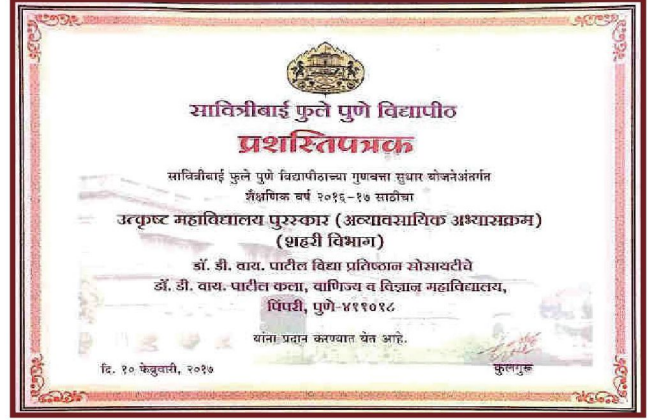 सावित्रीबाई फुले पुणे विद्यापीठ
प्रशस्तिपत्रक
सावित्रीबाई फुले पुणे विद्यापीठाच्या गुणवत्ता सुधार योजनेअंतर्गत
शैक्षणिक वर्ष २०१६-१७ साठीचा
उत्कृष्ट महाविद्यालय पुरस्कार (अव्यावसायिक अभ्यासक्रम)
(शहरी विभाग)
डॉ. डी. वाय. पाटील विद्या प्रतिष्ठान सोसायटीचे
डॉ. डी. वाय. पाटील कला, वाणिज्य व विज्ञान महाविद्यालय,
पिंपरी, पुणे-४११०१८
यांना प्रदान करण्यात येत आहे.
दि. १० फेब्रुवारी, २०१७
कुलगुरू